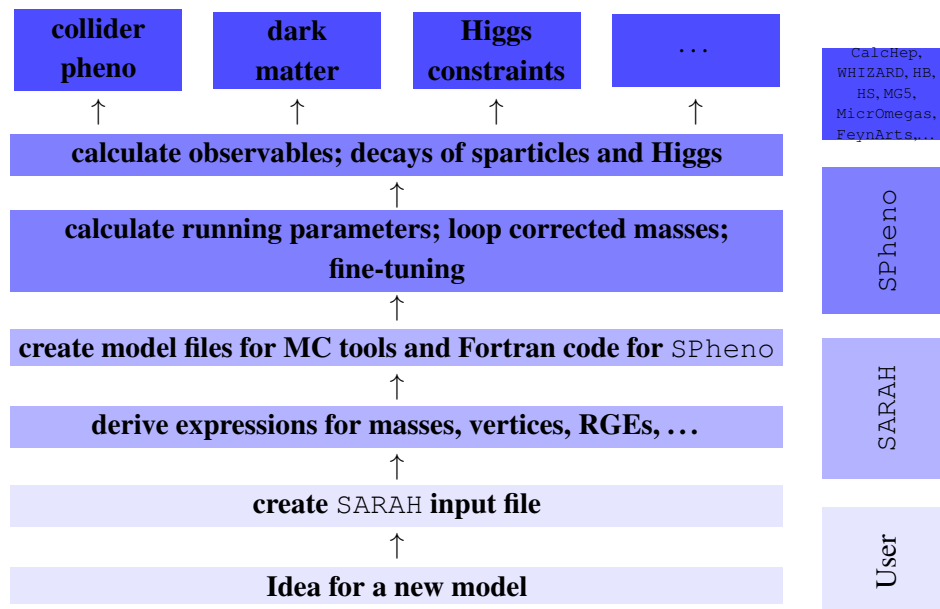 collider
pheno
dark
matter
Higgs
constraints
...
calculate observables; decays of sparticles and Higgs
calculate running parameters; loop corrected masses;
fine-tuning
create model files for MC tools and Fortran code for SPheno
derive expressions for masses, vertices, RGEs, ...
create SARAH input file
Idea for a new model
CalcHep,
WHIZARD, HB,
HS, MG5,
MicrOmegas,
FeynArts,...
SPheno
SARAH
User